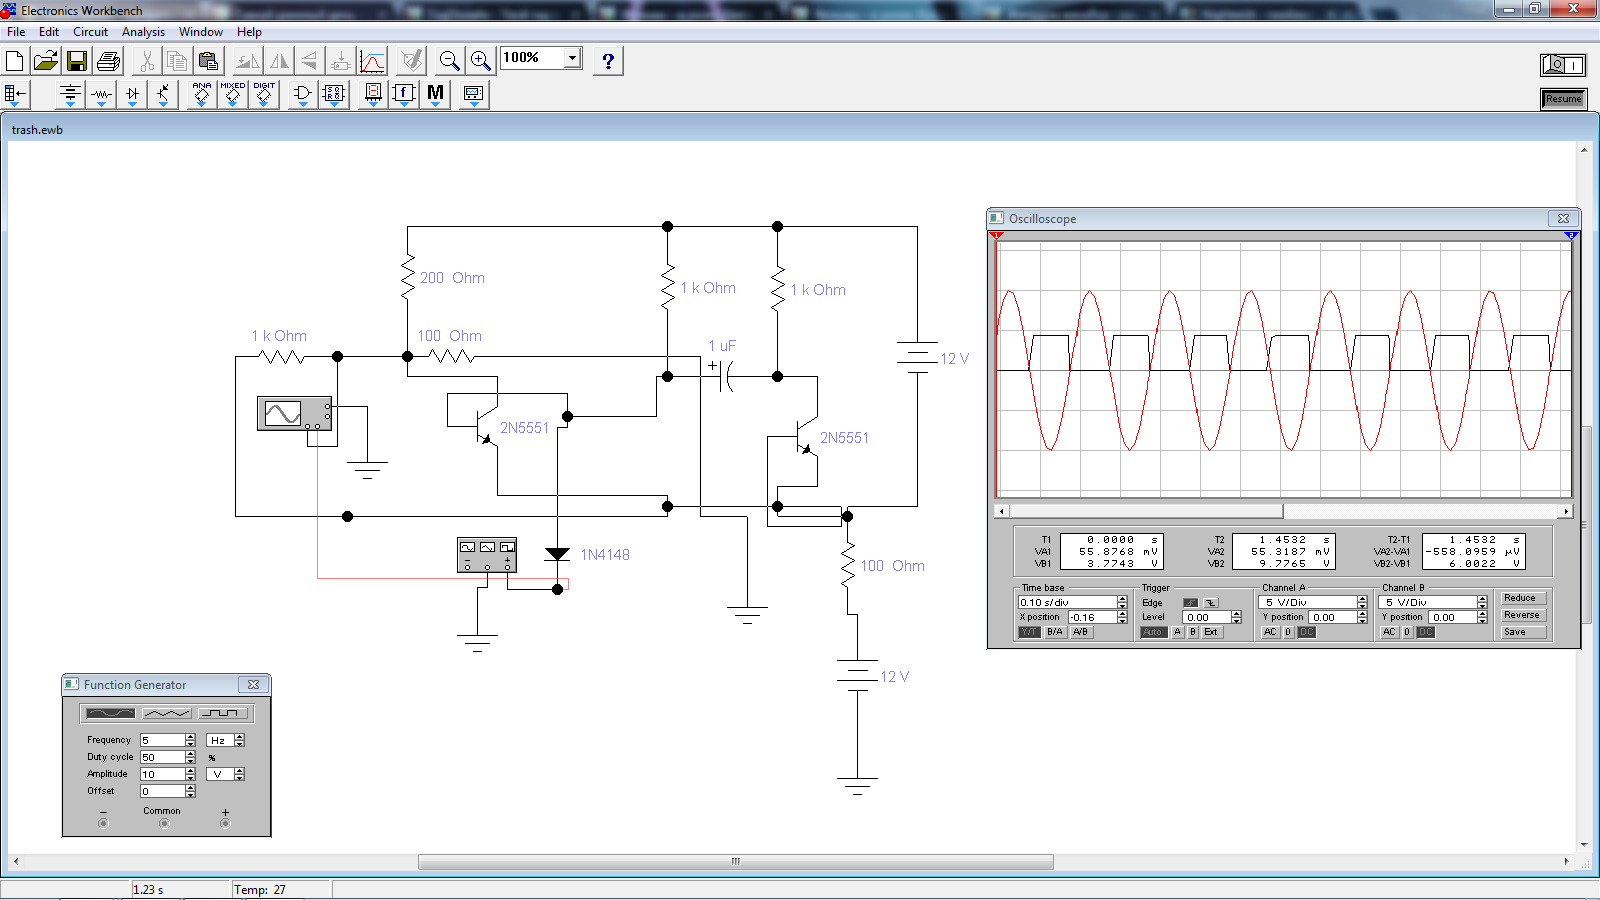 Electronics Workbench
File Edit Circuit Analysis Window Help
100%
?
I
ANA MIXED DIGIT
f M
Resume
trash.ewb
200 Ohm
1 k Ohm
1 k Ohm
1 k Ohm
100 Ohm
1 uF
+
12 V
2N5551
2N5551
1N4148
100 Ohm
12 V
Oscilloscope
1
2
T1 0.0000 s
VA1 55.8768 mV
VB1 3.7743 V
T2 1.4532 s
VA2 55.3187 mV
VB2 9.7765 V
T2-T1 1.4532 s
VA2-VA1 -558.0959 µV
VB2-VB1 6.0022 V
Time base
0.10 s/div
X position -0.16
Y/T B/A A/B
Trigger
Edge
Level 0.00
Auto A B Ext
Channel A
5 V/Div
Y position 0.00
AC 0 DC
Channel B
5 V/Div
Y position 0.00
AC 0 DC
Reduce
Reverse
Save
Function Generator
Frequency 5 Hz
Duty cycle 50 %
Amplitude 10 V
Offset 0
− Common +
1.23 s Temp: 27